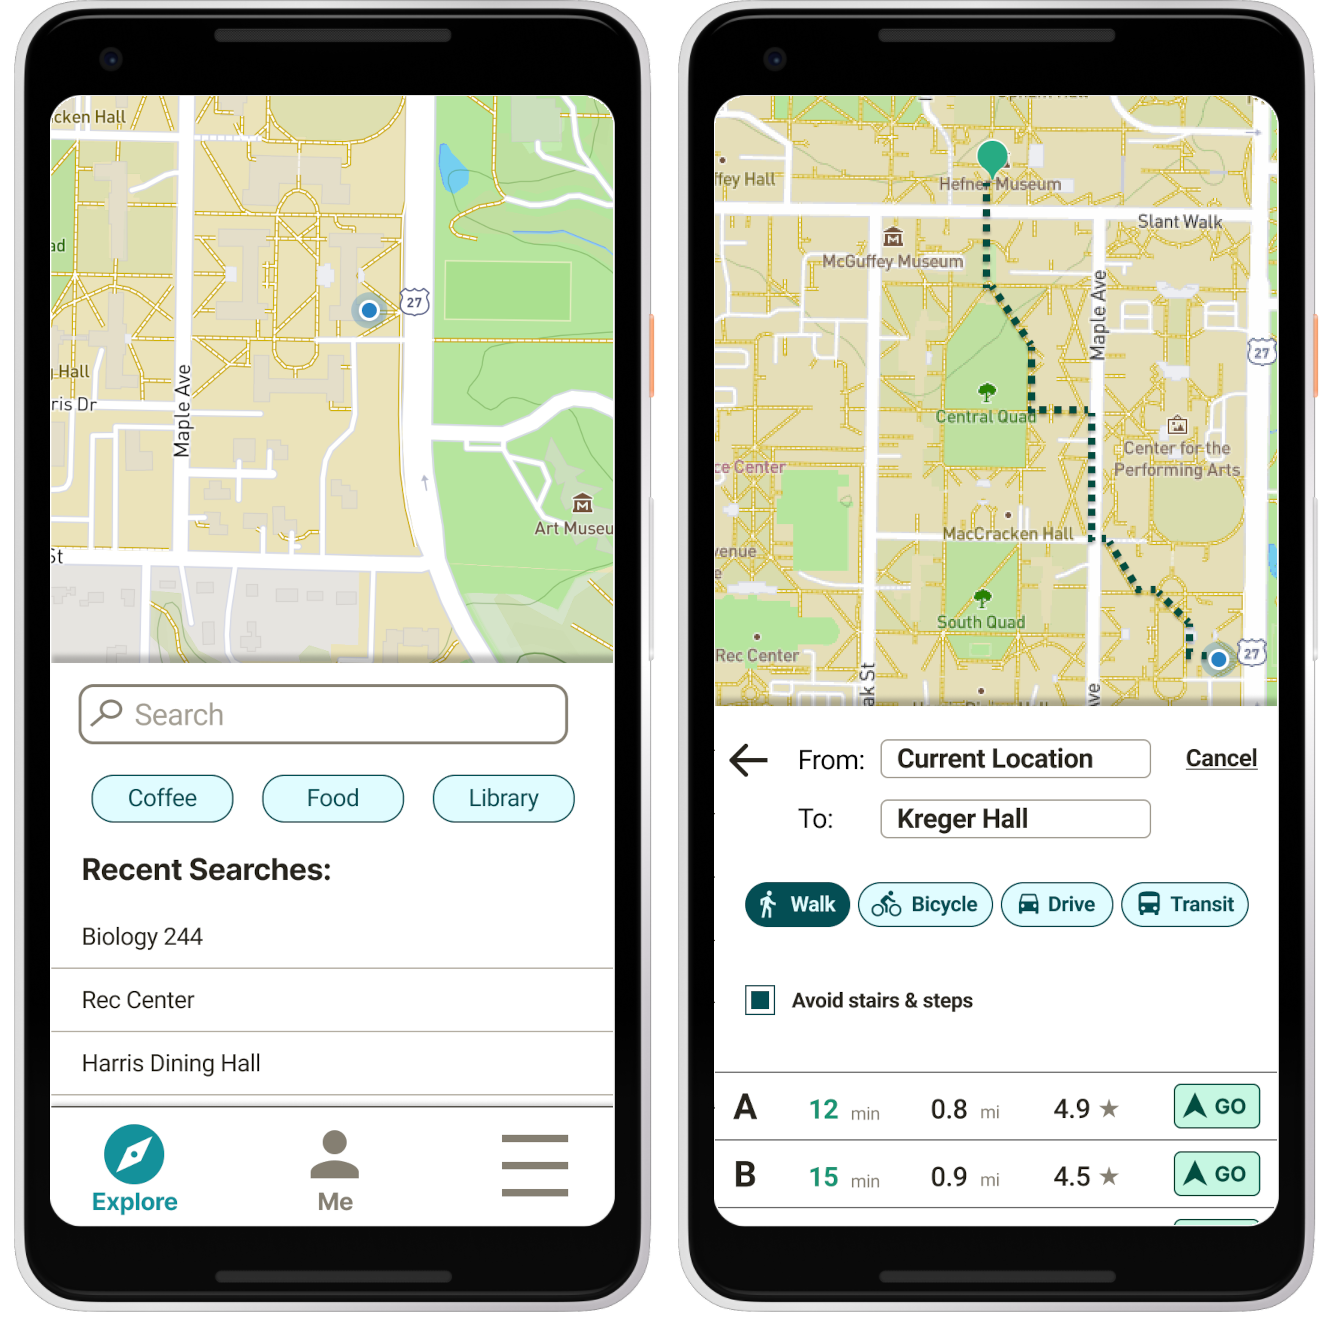 cken Hall
ad
27
Hall
ris Dr
Maple Ave
Art Museu
St
Search
Coffee
Food
Library
Recent Searches:
Biology 244
Rec Center
Harris Dining Hall
Explore
Me
ffey Hall
Hefner Museum
Slant Walk
McGuffey Museum
Maple Ave
27
Central Quad
Center for the
Performing Arts
ce Center
MacCracken Hall
venue
e
South Quad
Rec Center
27
ak St
Ave
From:
Current Location
Cancel
To:
Kreger Hall
Walk
Bicycle
Drive
Transit
Avoid stairs & steps
A 12 min 0.8 mi 4.9 ★ GO
B 15 min 0.9 mi 4.5 ★ GO